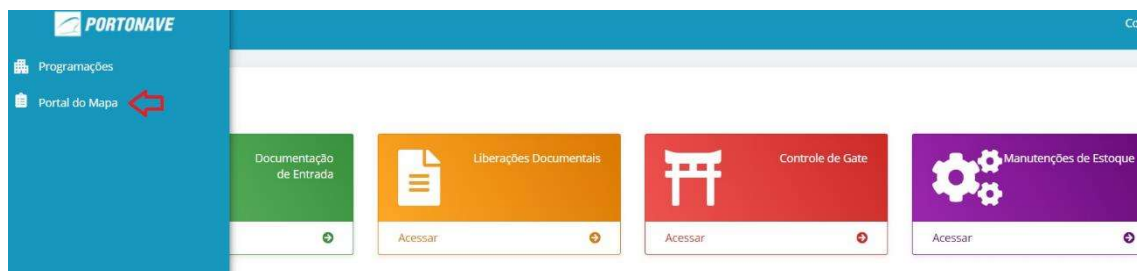 PORTONAVE
Programações
Portal do Mapa
Documentação
de Entrada
Liberações Documentais
Acessar
Controle de Gate
Acessar
Manutenções de Estoque
Acessar